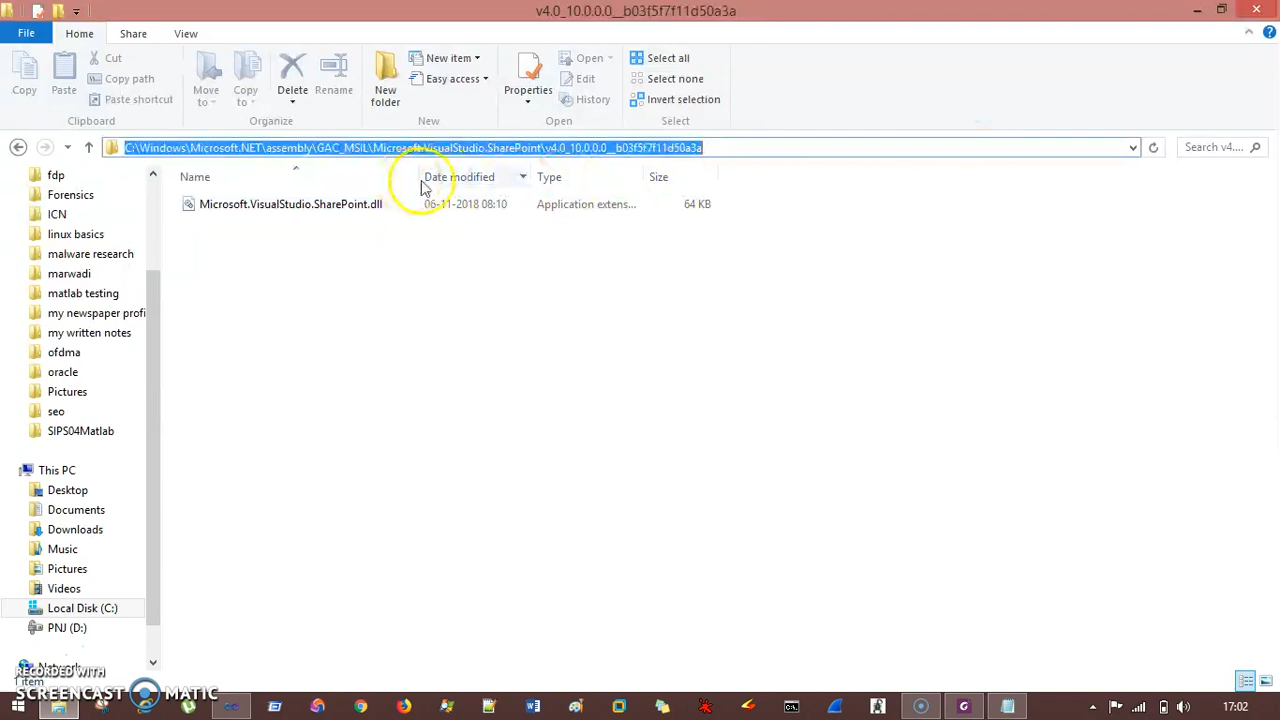 v4.0_10.0.0.0__b03f5f7f11d50a3a
File Home Share View
Copy
Paste
Cut
Copy path
Paste shortcut
Clipboard
Move to
Copy to
Delete
Rename
Organize
New folder
New item
Easy access
New
Properties
Open
Edit
History
Open
Select all
Select none
Invert selection
Select
C:\Windows\Microsoft.NET\assembly\GAC_MSIL\Microsoft.VisualStudio.SharePoint\v4.0_10.0.0.0__b03f5f7f11d50a3a
Search v4....
Name Date modified Type Size
Microsoft.VisualStudio.SharePoint.dll 06-11-2018 08:10 Application extens... 64 KB
fdp
Forensics
ICN
linux basics
malware research
marwadi
matlab testing
my newspaper profi
my written notes
ofdma
oracle
Pictures
seo
SIPS04Matlab
This PC
Desktop
Documents
Downloads
Music
Pictures
Videos
Local Disk (C:)
PNJ (D:)
Network
1 item
RECORDED WITH
SCREENCAST MATIC
17:02